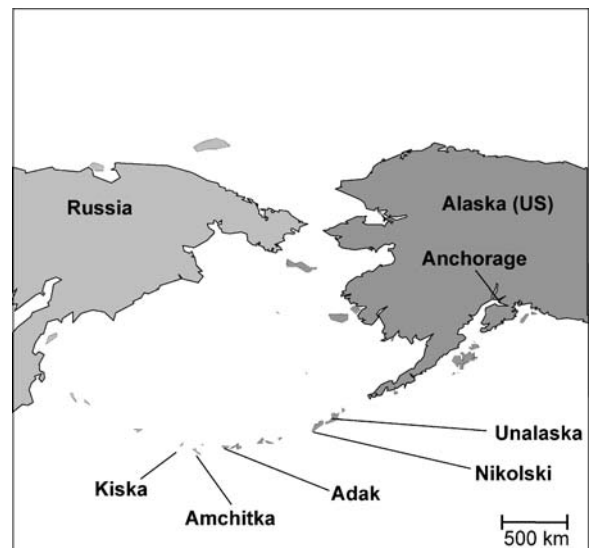 Russia
Alaska (US)
Anchorage
Unalaska
Nikolski
Kiska
Adak
Amchitka
500 km